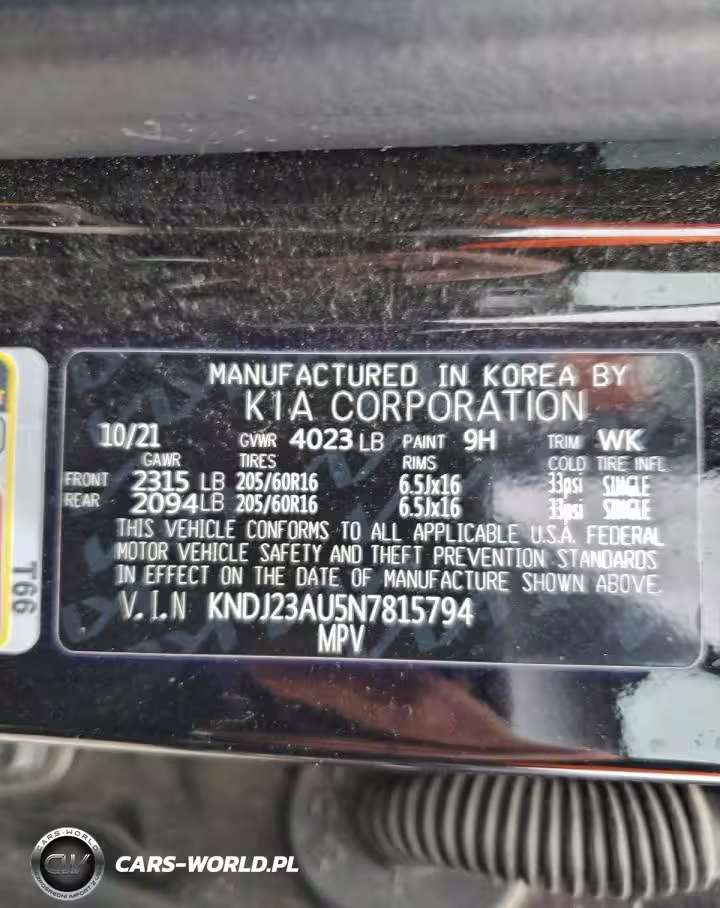 MANUFACTURED IN KOREA BY
KIA CORPORATION
10/21 GVWR 4023 LB PAINT 9H TRIM WK
GAWR TIRES RIMS COLD TIRE INFL
FRONT 2315 LB 205/60R16 6.5Jx16 33psi SINGLE
REAR 2094 LB 205/60R16 6.5Jx16 33psi SINGLE
THIS VEHICLE CONFORMS TO ALL APPLICABLE U.S.A. FEDERAL
MOTOR VEHICLE SAFETY AND THEFT PREVENTION STANDARDS
IN EFFECT ON THE DATE OF MANUFACTURE SHOWN ABOVE.
V.I.N KNDJ23AU5N7815794
MPV
T66
CARS-WORLD
CW
CARS-WORLD.PL